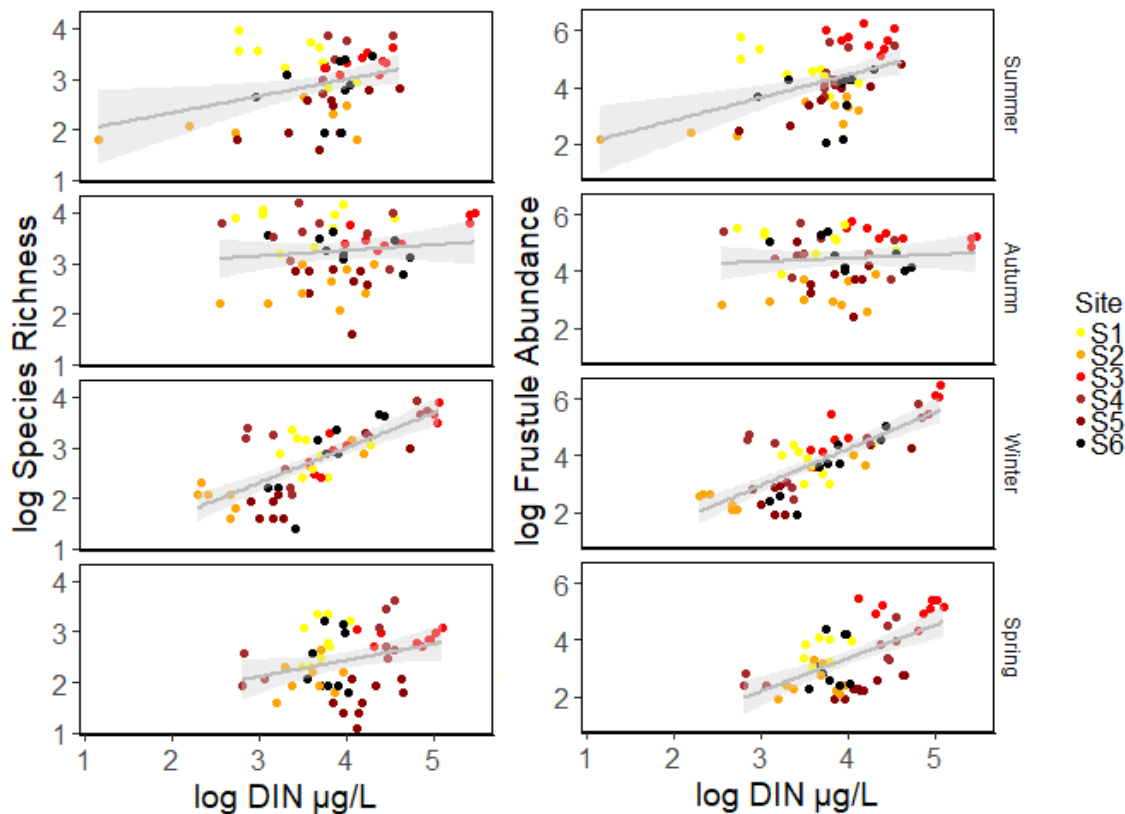 log Species Richness
4
3
2
1
4
3
2
1
4
3
2
1
4
3
2
1
1 2 3 4 5
log DIN µg/L
log Frustule Abundance
6
4
2
6
4
2
6
4
2
6
4
2
1 2 3 4 5
log DIN µg/L
Summer
Autumn
Winter
Spring
Site
S1
S2
S3
S4
S5
S6